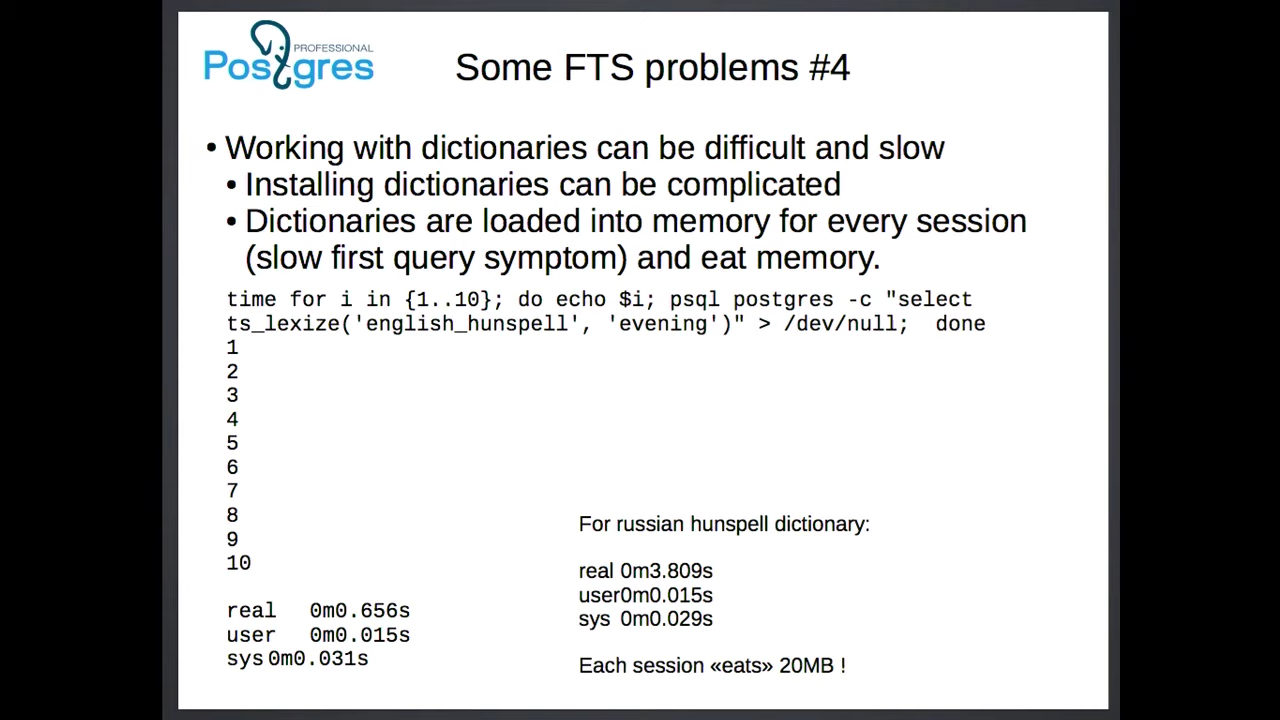 PROFESSIONAL
Postgres
Some FTS problems #4
• Working with dictionaries can be difficult and slow
• Installing dictionaries can be complicated
• Dictionaries are loaded into memory for every session
(slow first query symptom) and eat memory.
time for i in {1..10}; do echo $i; psql postgres -c "select
ts_lexize('english_hunspell', 'evening')" > /dev/null;  done
1
2
3
4
5
6
7
8
9
10
real 0m0.656s
user 0m0.015s
sys 0m0.031s
For russian hunspell dictionary:
real 0m3.809s
user0m0.015s
sys 0m0.029s
Each session «eats» 20MB !